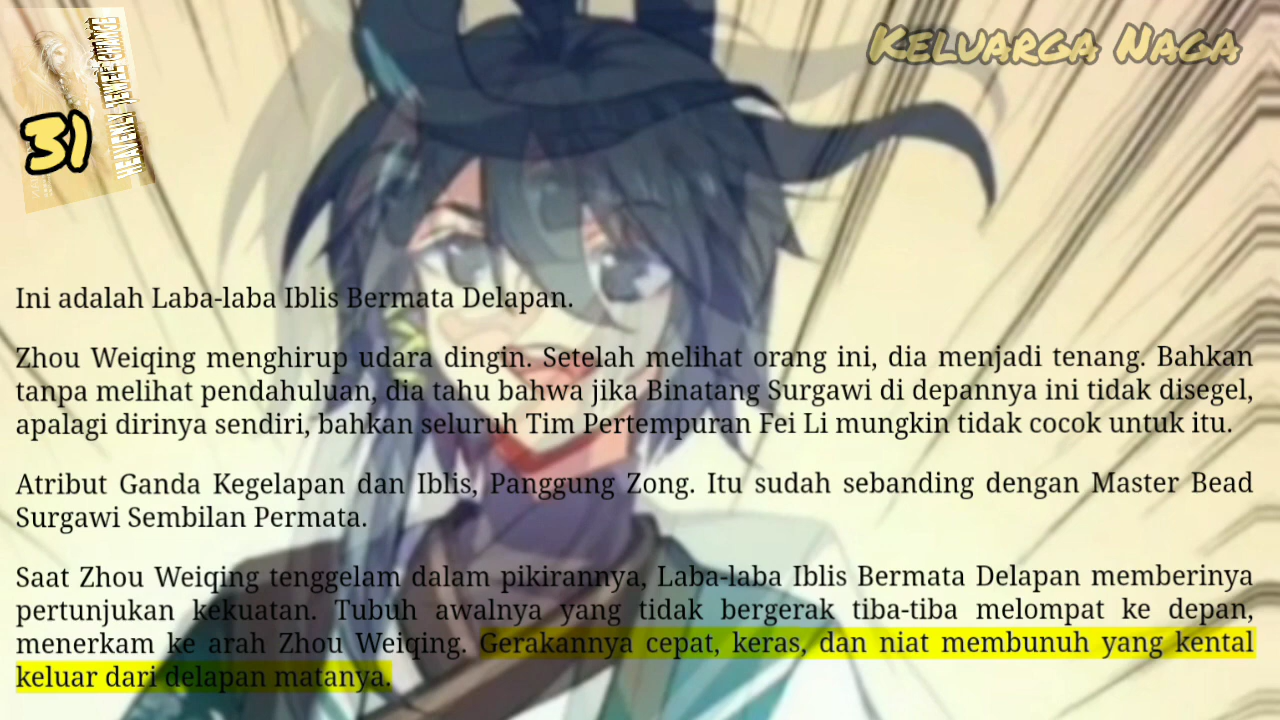 Keluarga Naga
HEAVENLY JEWEL CHANGE
31
Ini adalah Laba-laba Iblis Bermata Delapan.
Zhou Weiqing menghirup udara dingin. Setelah melihat orang ini, dia menjadi tenang. Bahkan
tanpa melihat pendahuluan, dia tahu bahwa jika Binatang Surgawi di depannya ini tidak disegel,
apalagi dirinya sendiri, bahkan seluruh Tim Pertempuran Fei Li mungkin tidak cocok untuk itu.
Atribut Ganda Kegelapan dan Iblis, Panggung Zong. Itu sudah sebanding dengan Master Bead
Surgawi Sembilan Permata.
Saat Zhou Weiqing tenggelam dalam pikirannya, Laba-laba Iblis Bermata Delapan memberinya
pertunjukan kekuatan. Tubuh awalnya yang tidak bergerak tiba-tiba melompat ke depan,
menerkam ke arah Zhou Weiqing. Gerakannya cepat, keras, dan niat membunuh yang kental
keluar dari delapan matanya.